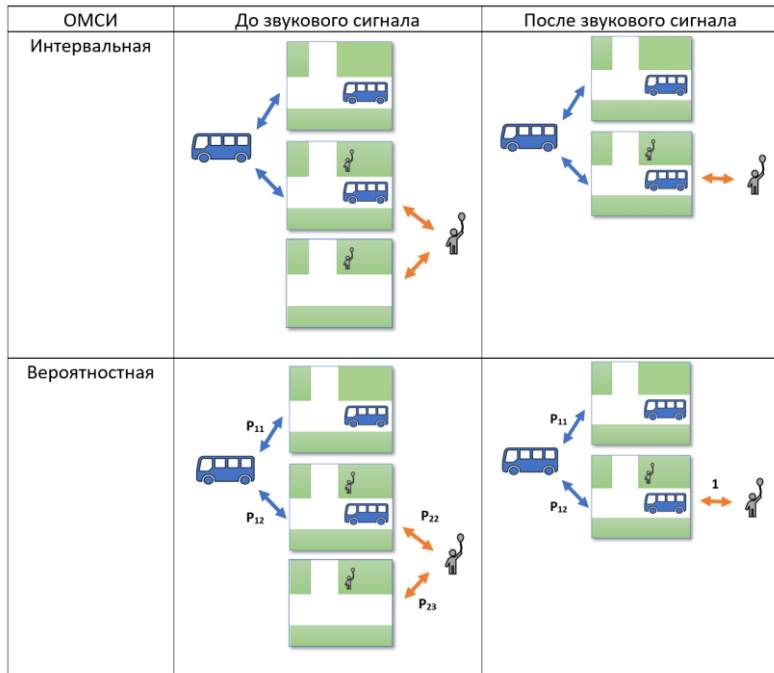 ОМСИ
До звукового сигнала
После звукового сигнала
Интервальная
Вероятностная
P11
P12
P22
P23
P11
P12
1